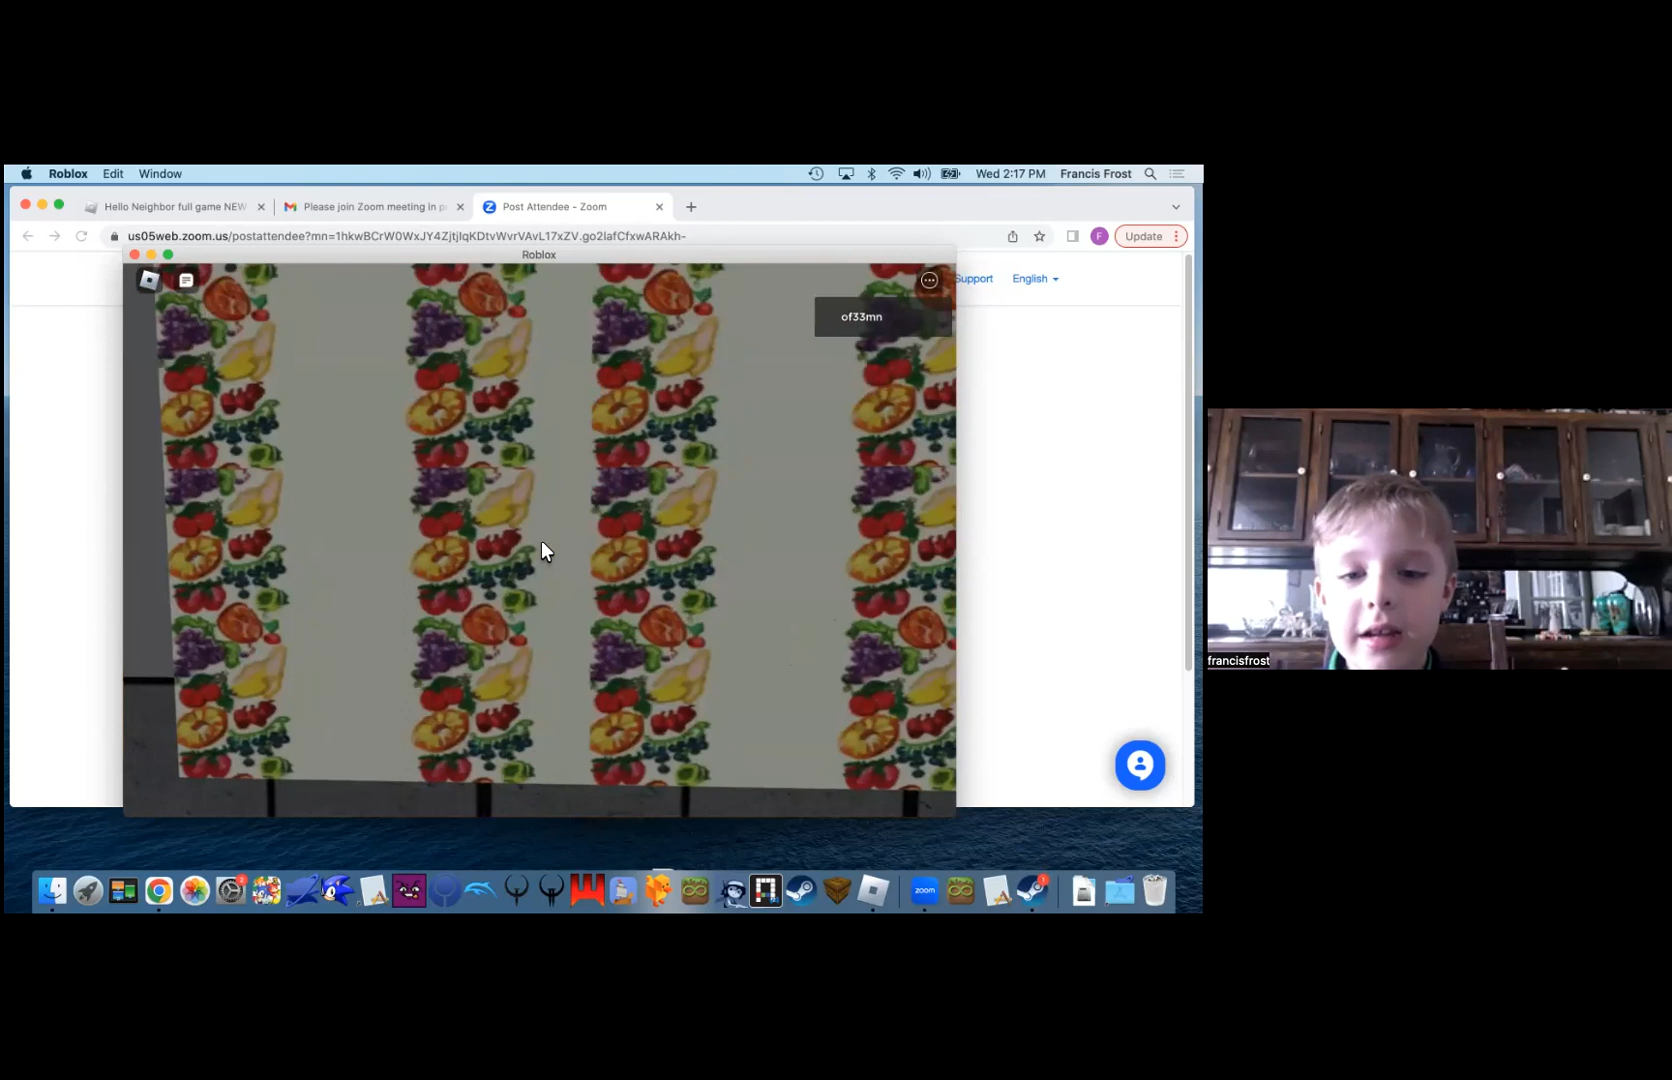 Roblox Edit Window Wed 2:17 PM Francis Frost
Hello Neighbor full game NEW Please join Zoom meeting in p Post Attendee - Zoom
us05web.zoom.us/postattendee?mn=1hkwBCrW0WxJY4ZjtjlqKDtvWvrVAvL17xZV.go2lafCfxwARAkh- Update
Roblox
Support English
of33mn
francisfrost
zoom